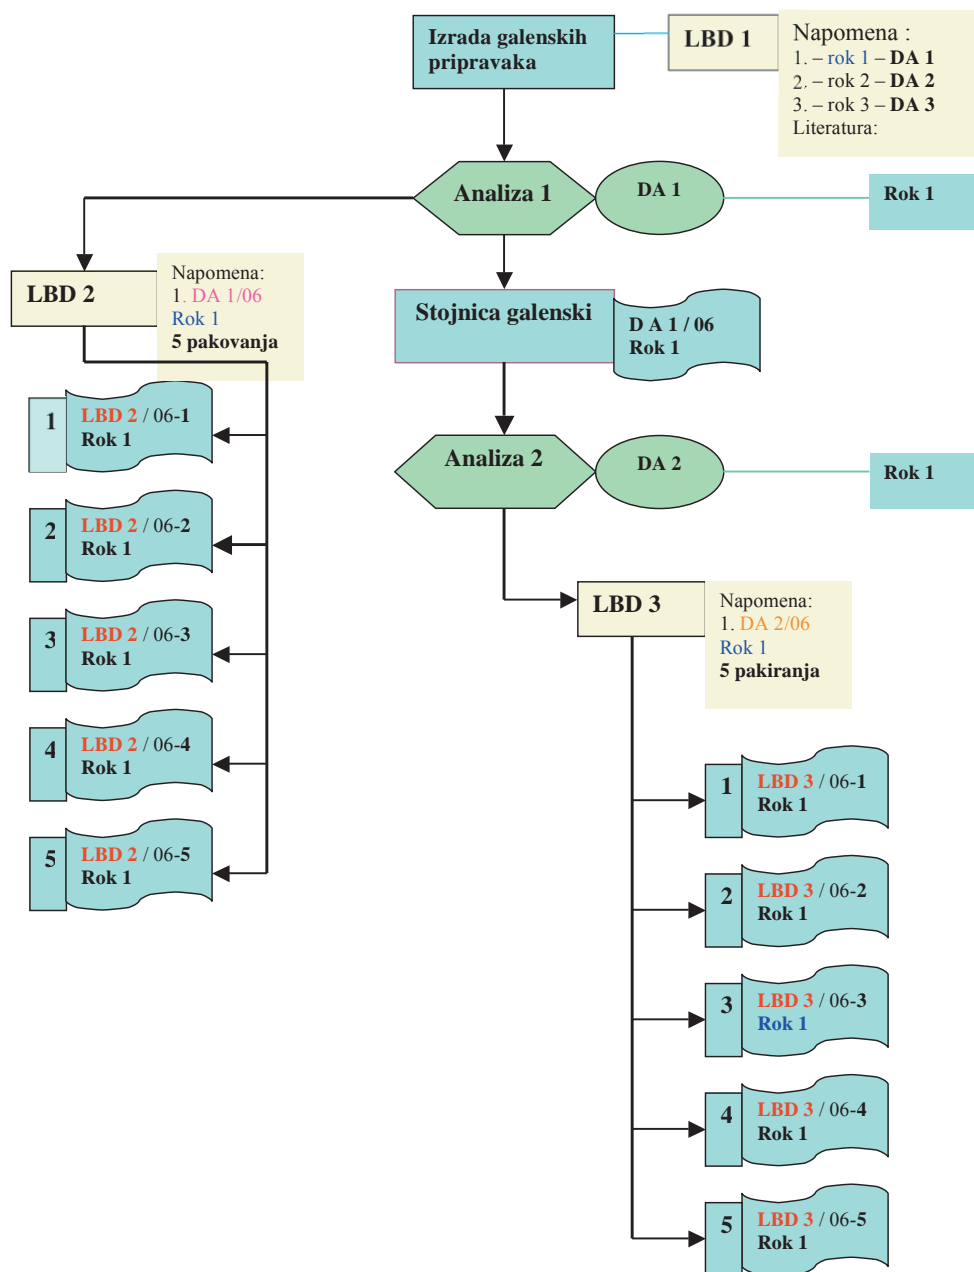 Izrada galenskih
pripravaka
LBD 1
Napomena :
1. – rok 1 – DA 1
2. – rok 2 – DA 2
3. – rok 3 – DA 3
Literatura:
Analiza 1
DA 1
Rok 1
LBD 2
Napomena:
1. DA 1/06
Rok 1
5 pakovanja
Stojnica galenski
D A 1 / 06
Rok 1
1
LBD 2 / 06-1
Rok 1
2
LBD 2 / 06-2
Rok 1
3
LBD 2 / 06-3
Rok 1
4
LBD 2 / 06-4
Rok 1
5
LBD 2 / 06-5
Rok 1
Analiza 2
DA 2
Rok 1
LBD 3
Napomena:
1. DA 2/06
Rok 1
5 pakiranja
1
LBD 3 / 06-1
Rok 1
2
LBD 3 / 06-2
Rok 1
3
LBD 3 / 06-3
Rok 1
4
LBD 3 / 06-4
Rok 1
5
LBD 3 / 06-5
Rok 1